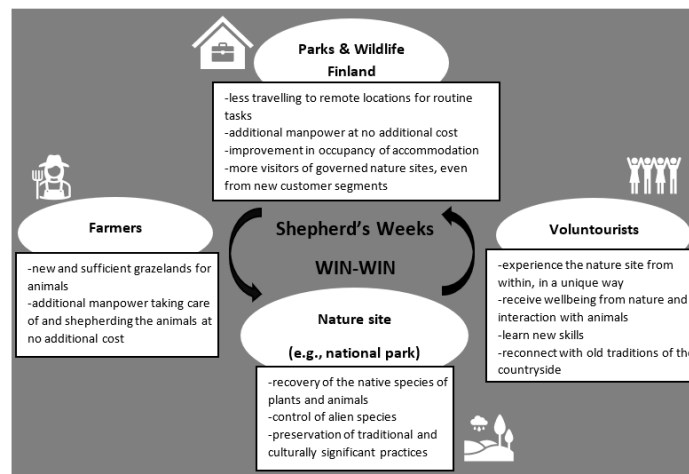 Parks & Wildlife
Finland
-less travelling to remote locations for routine
tasks
-additional manpower at no additional cost
-improvement in occupancy of accommodation
-more visitors of governed nature sites, even
from new customer segments
Farmers
-new and sufficient grazelands for
animals
-additional manpower taking care
of and shepherding the animals at
no additional cost
Shepherd's Weeks
WIN-WIN
Voluntourists
-experience the nature site from
within, in a unique way
-receive wellbeing from nature and
interaction with animals
-learn new skills
-reconnect with old traditions of the
countryside
Nature site
(e.g., national park)
-recovery of the native species of
plants and animals
-control of alien species
-preservation of traditional and
culturally significant practices